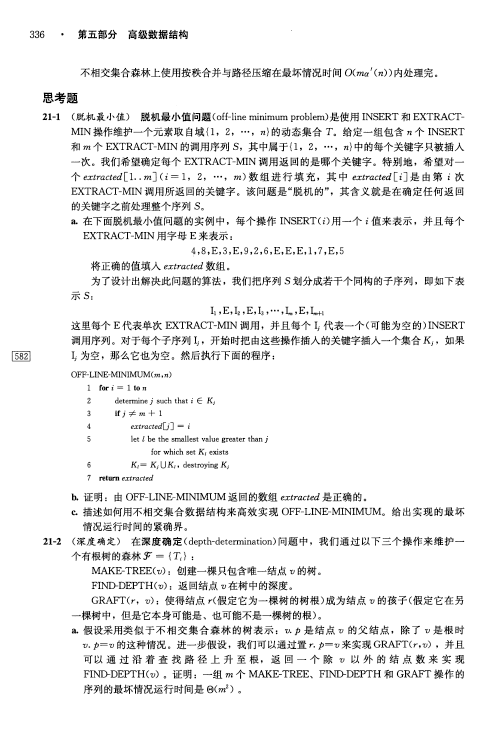 336 · 第五部分 高级数据结构
不相交集合森林上使用按秩合并与路径压缩在最坏情况时间 O(mα′(n))内处理完。
思考题
21-1 (脱机最小值) 脱机最小值问题(off-line minimum problem)是使用 INSERT 和 EXTRACT-
MIN 操作维护一个元素取自域{1，2，…，n}的动态集合 T。给定一组包含 n 个 INSERT
和 m 个 EXTRACT-MIN 的调用序列 S，其中属于{1，2，…，n}中的每个关键字只被插入
一次。我们希望确定每个 EXTRACT-MIN 调用返回的是哪个关键字。特别地，希望对一
个 extracted[1..m](i=1，2，…，m)数组进行填充，其中 extracted[i]是由第 i 次
EXTRACT-MIN 调用所返回的关键字。该问题是“脱机的”，其含义就是在确定任何返回
的关键字之前处理整个序列 S。
a. 在下面脱机最小值问题的实例中，每个操作 INSERT(i)用一个 i 值来表示，并且每个
EXTRACT-MIN 用字母 E 来表示：
4,8,E,3,E,9,2,6,E,E,E,1,7,E,5
将正确的值填入 extracted 数组。
为了设计出解决此问题的算法，我们把序列 S 划分成若干个同构的子序列，即如下表
示 S：
I₁,E,I₂,E,I₃,…,Iₘ,E,Iₘ₊₁
这里每个 E 代表单次 EXTRACT-MIN 调用，并且每个 Iⱼ 代表一个(可能为空的)INSERT
调用序列。对于每个子序列 Iⱼ，开始时把由这些操作插入的关键字插入一个集合 Kⱼ，如果
582 Iⱼ 为空，那么它也为空。然后执行下面的程序：
OFF-LINE-MINIMUM(m,n)
1 for i = 1 to n
2 determine j such that i ∈ Kⱼ
3 if j ≠ m + 1
4 extracted[j] = i
5 let l be the smallest value greater than j
for which set Kₗ exists
6 Kₗ = Kⱼ ∪ Kₗ, destroying Kⱼ
7 return extracted
b. 证明：由 OFF-LINE-MINIMUM 返回的数组 extracted 是正确的。
c. 描述如何用不相交集合数据结构来高效实现 OFF-LINE-MINIMUM。给出实现的最坏
情况运行时间的紧确界。
21-2 (深度确定) 在深度确定(depth-determination)问题中，我们通过以下三个操作来维护一
个有根树的森林 ℱ = {Tᵢ}：
MAKE-TREE(v)：创建一棵只包含唯一结点 v 的树。
FIND-DEPTH(v)：返回结点 v 在树中的深度。
GRAFT(r，v)：使得结点 r(假定它为一棵树的树根)成为结点 v 的孩子(假定它在另
一棵树中，但是它本身可能是、也可能不是一棵树的根)。
a. 假设采用类似于不相交集合森林的树表示：v.p 是结点 v 的父结点，除了 v 是根时
v.p=v 的这种情况。进一步假设，我们可以通过置 r.p=v 来实现 GRAFT(r,v)，并且
可以通过沿着查找路径上升至根，返回一个除 v 以外的结点数来实现
FIND-DEPTH(v)。证明：一组 m 个 MAKE-TREE、FIND-DEPTH 和 GRAFT 操作的
序列的最坏情况运行时间是 Θ(m²)。